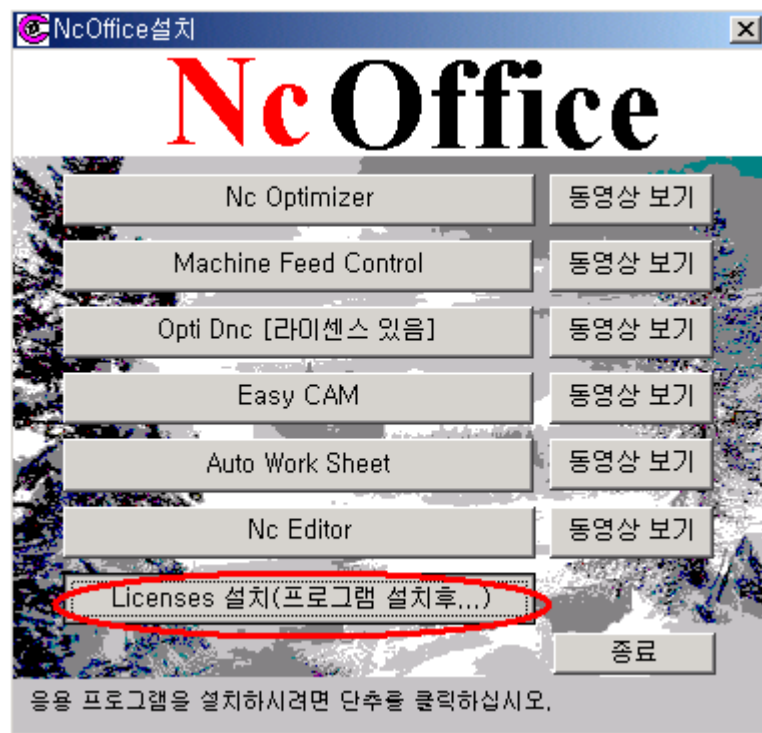 NcOffice설치
Nc Office
Nc Optimizer 동영상 보기
Machine Feed Control 동영상 보기
Opti Dnc [라이센스 있음] 동영상 보기
Easy CAM 동영상 보기
Auto Work Sheet 동영상 보기
Nc Editor 동영상 보기
Licenses 설치(프로그램 설치후...)
종료
응용 프로그램을 설치하시려면 단추를 클릭하십시오.